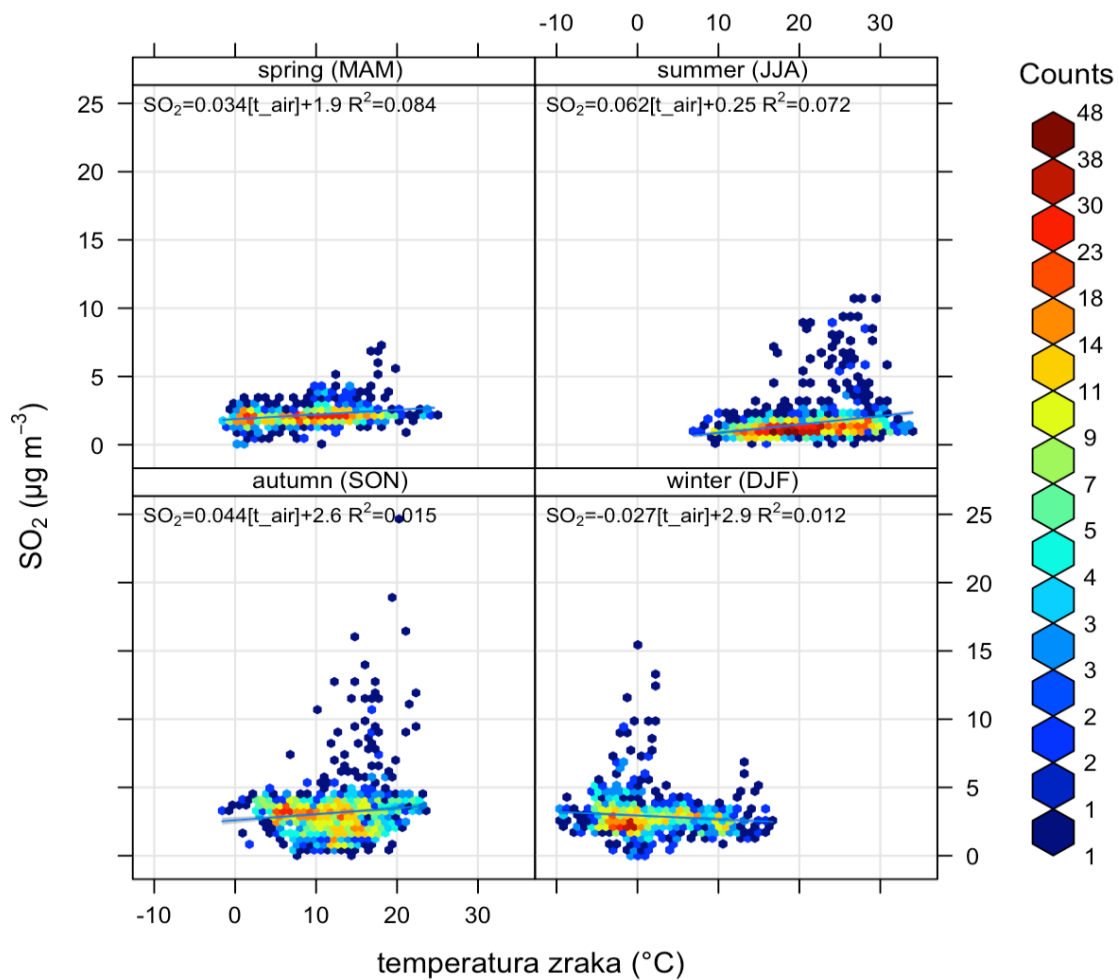 -10 0 10 20 30
spring (MAM)
summer (JJA)
SO₂=0.034[t_air]+1.9 R²=0.084
SO₂=0.062[t_air]+0.25 R²=0.072
25
20
15
10
5
0
autumn (SON)
winter (DJF)
SO₂=0.044[t_air]+2.6 R²=0.015
SO₂=-0.027[t_air]+2.9 R²=0.012
25
20
15
10
5
0
-10 0 10 20 30
temperatura zraka (°C)
SO₂ (µg m⁻³)
Counts
48
38
30
23
18
14
11
9
7
5
4
3
3
2
2
1
1